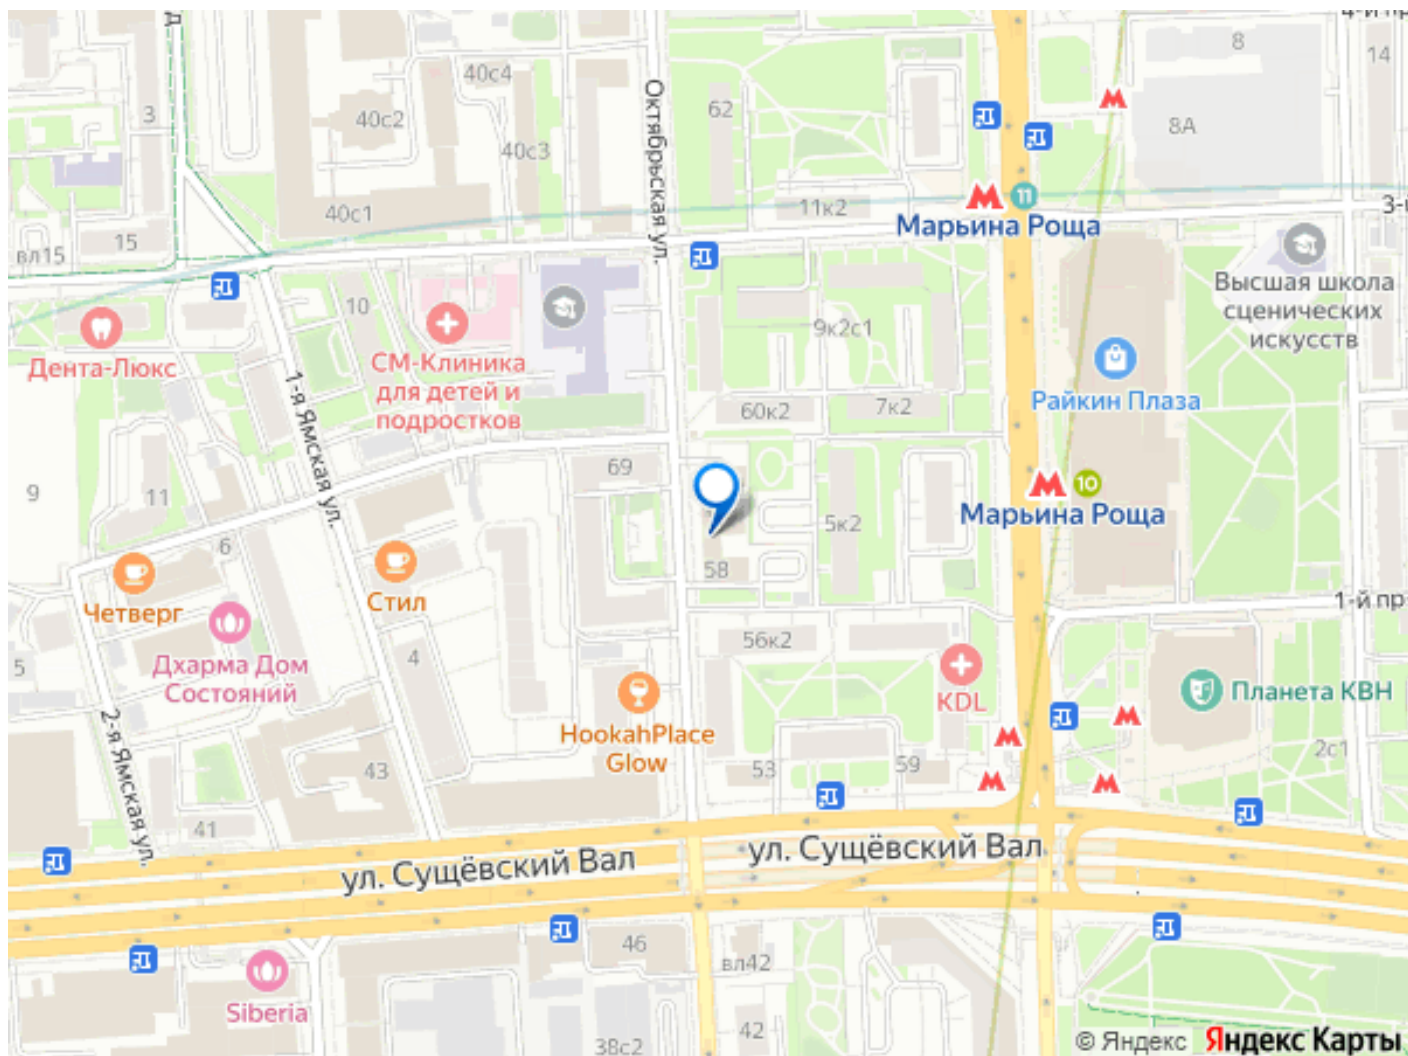 4-й пр
8
14
40с4
62
Октябрьская ул.
3
40с2
8А
40с3
11
40с1
11к2
3-
Марьина Роща
15
вл15
Высшая школа
сценических
искусств
10
9к2с1
СМ-Клиника
для детей и
подростков
Дента-Люкс
1-я Ямская ул.
Райкин Плаза
60к2
7к2
69
9
11
10
Марьина Роща
5к2
6
58
Четверг
Стил
1-й пр
56к2
4
5
Дхарма Дом
Состояний
KDL
Планета КВН
HookahPlace
Glow
2-я Ямская ул.
2с1
43
53
59
41
ул. Сущёвский Вал
ул. Сущёвский Вал
46
вл42
Siberia
42
38с2
© Яндекс Яндекс Карты